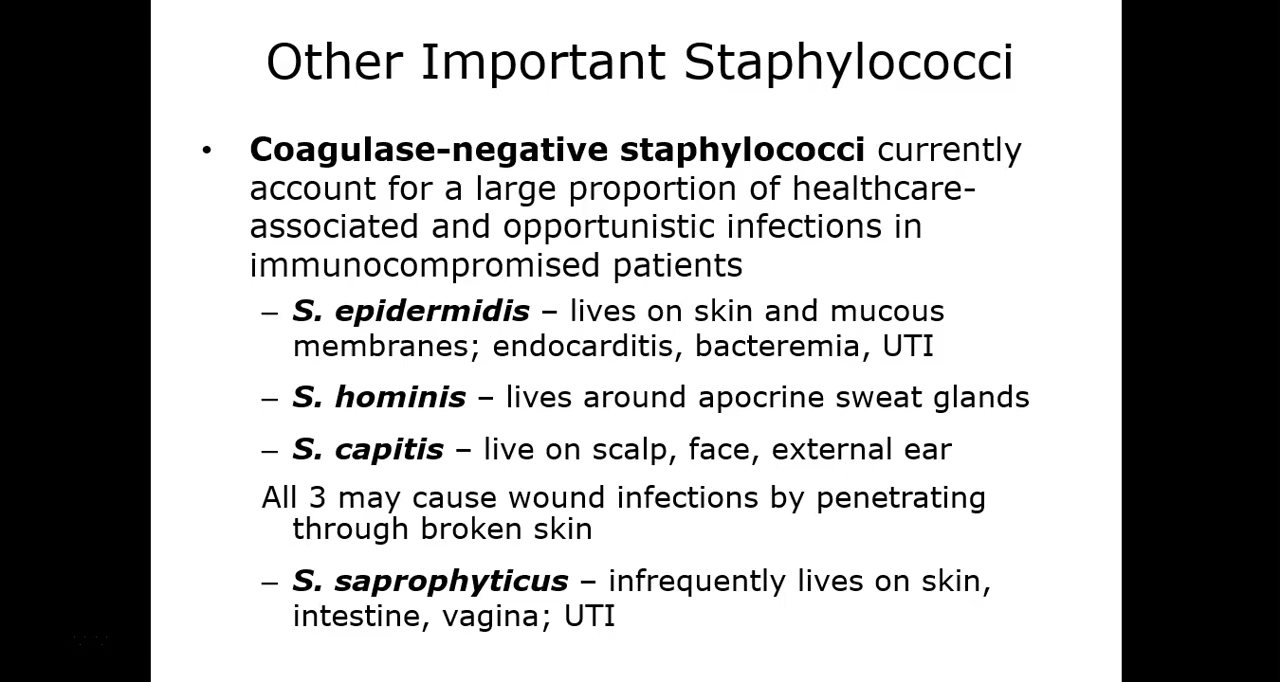 Other Important Staphylococci
• Coagulase-negative staphylococci currently
account for a large proportion of healthcare-
associated and opportunistic infections in
immunocompromised patients
– S. epidermidis – lives on skin and mucous
membranes; endocarditis, bacteremia, UTI
– S. hominis – lives around apocrine sweat glands
– S. capitis – live on scalp, face, external ear
All 3 may cause wound infections by penetrating
through broken skin
– S. saprophyticus – infrequently lives on skin,
intestine, vagina; UTI